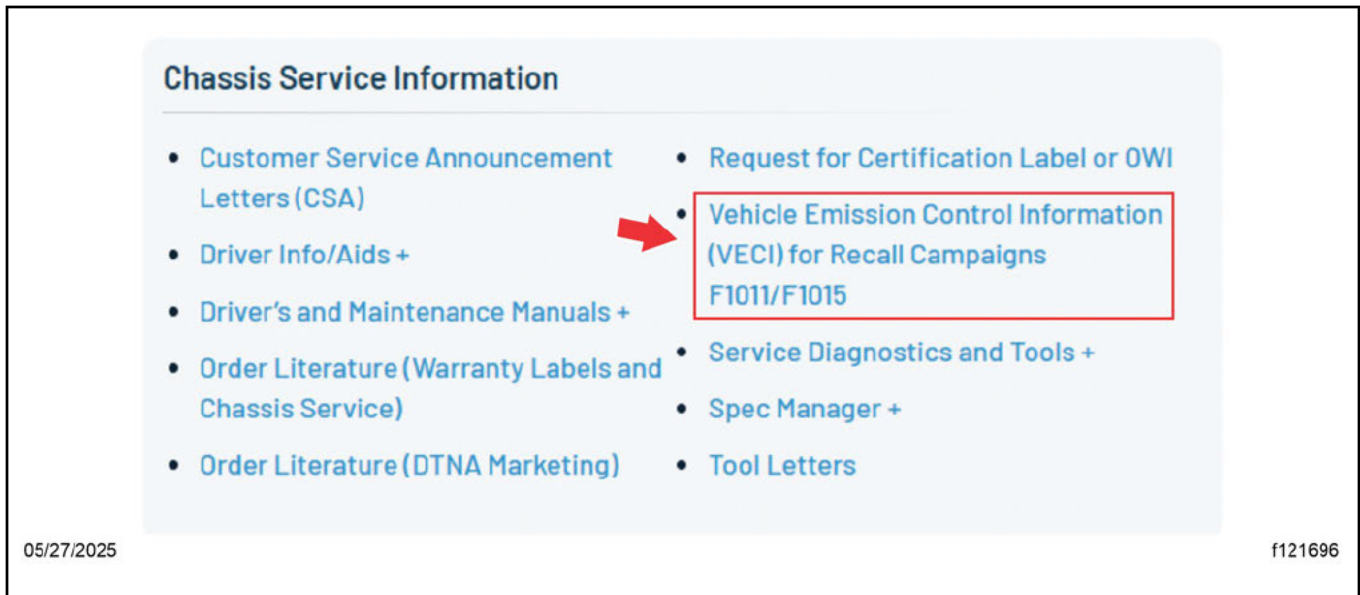 Chassis Service Information
Customer Service Announcement
Letters (CSA)
Driver Info/Aids +
Driver's and Maintenance Manuals +
Order Literature (Warranty Labels and
Chassis Service)
Order Literature (DTNA Marketing)
Request for Certification Label or OWI
Vehicle Emission Control Information
(VECI) for Recall Campaigns
F1011/F1015
Service Diagnostics and Tools +
Spec Manager +
Tool Letters
05/27/2025
f121696